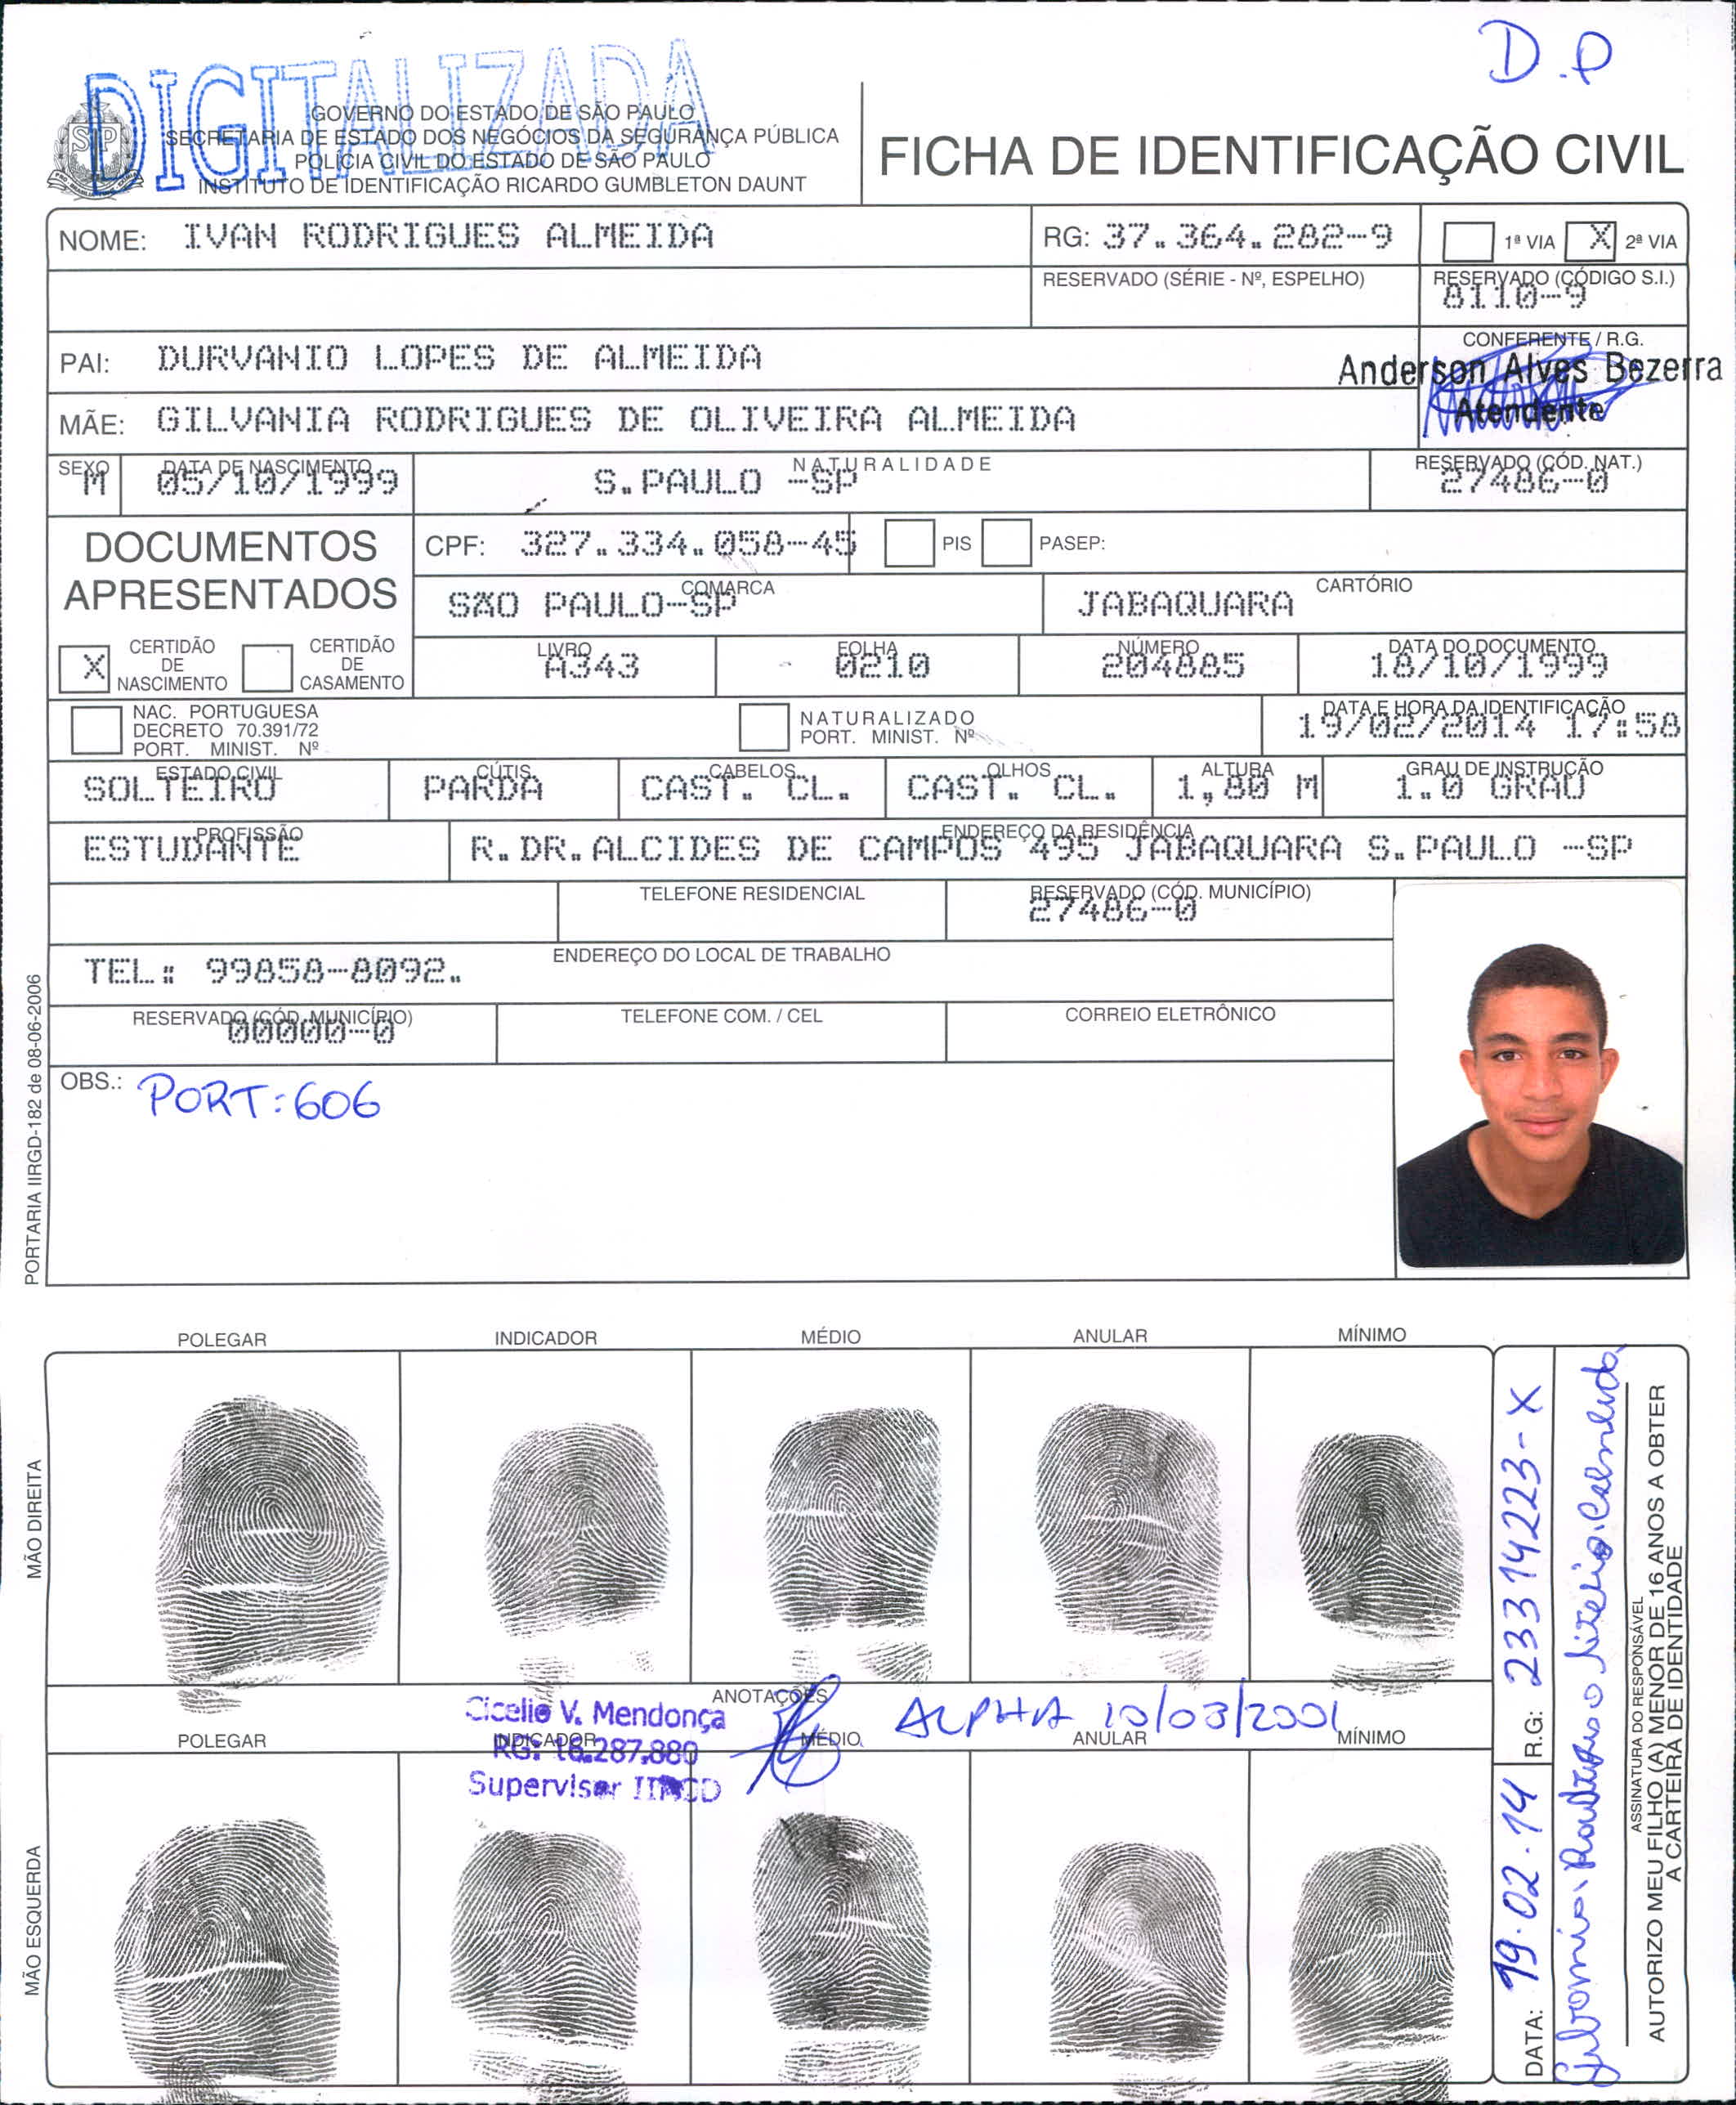 D.P
DIGITALIZADA
GOVERNO DO ESTADO DE SÃO PAULO
SECRETARIA DE ESTADO DOS NEGÓCIOS DA SEGURANÇA PÚBLICA
POLÍCIA CIVIL DO ESTADO DE SÃO PAULO
INSTITUTO DE IDENTIFICAÇÃO RICARDO GUMBLETON DAUNT
FICHA DE IDENTIFICAÇÃO CIVIL
NOME: IVAN RODRIGUES ALMEIDA
RG: 37.364.282-9
1ª VIA X 2ª VIA
RESERVADO (SÉRIE - Nº, ESPELHO)
RESERVADO (CÓDIGO S.I.)
8110-9
PAI: DURVANIO LOPES DE ALMEIDA
CONFERENTE / R.G.
Anderson Alves Bezerra
Atendente
MÃE: GILVANIA RODRIGUES DE OLIVEIRA ALMEIDA
SEXO
M
DATA DE NASCIMENTO
05/10/1999
NATURALIDADE
S.PAULO -SP
RESERVADO (CÓD. NAT.)
27486-0
DOCUMENTOS
APRESENTADOS
CPF: 327.334.058-45
PIS
PASEP:
COMARCA
SÃO PAULO-SP
CARTÓRIO
JABAQUARA
X
CERTIDÃO
DE
NASCIMENTO
CERTIDÃO
DE
CASAMENTO
LIVRO
A343
FOLHA
0210
NÚMERO
204885
DATA DO DOCUMENTO
18/10/1999
NAC. PORTUGUESA
DECRETO 70.391/72
PORT. MINIST. Nº
NATURALIZADO
PORT. MINIST. Nº
DATA E HORA DA IDENTIFICAÇÃO
19/02/2014 17:58
ESTADO CIVIL
SOLTEIRO
CÚTIS
PARDA
CABELOS
CAST. CL.
OLHOS
CAST. CL.
ALTURA
1,80 M
GRAU DE INSTRUÇÃO
1.0 GRAU
PROFISSÃO
ESTUDANTE
ENDEREÇO DA RESIDÊNCIA
R.DR.ALCIDES DE CAMPOS 495 JABAQUARA S.PAULO -SP
TELEFONE RESIDENCIAL
RESERVADO (CÓD. MUNICÍPIO)
27486-0
ENDEREÇO DO LOCAL DE TRABALHO
TEL: 99858-8092.
RESERVADO (CÓD. MUNICÍPIO)
00000-0
TELEFONE COM. / CEL
CORREIO ELETRÔNICO
OBS.: PORT:606
PORTARIA IIRGD-182 de 08-06-2006
POLEGAR INDICADOR MÉDIO ANULAR MÍNIMO
MÃO DIREITA
ANOTAÇÕES
Cicelio V. Mendonça
RG: 16.287.880
Supervisor IIRGD
ALPHA 10/03/2001
POLEGAR INDICADOR MÉDIO ANULAR MÍNIMO
MÃO ESQUERDA
DATA: 19.02.14 R.G: 23314223-X
ASSINATURA DO RESPONSÁVEL
AUTORIZO MEU FILHO (A) MENOR DE 16 ANOS A OBTER
A CARTEIRA DE IDENTIDADE